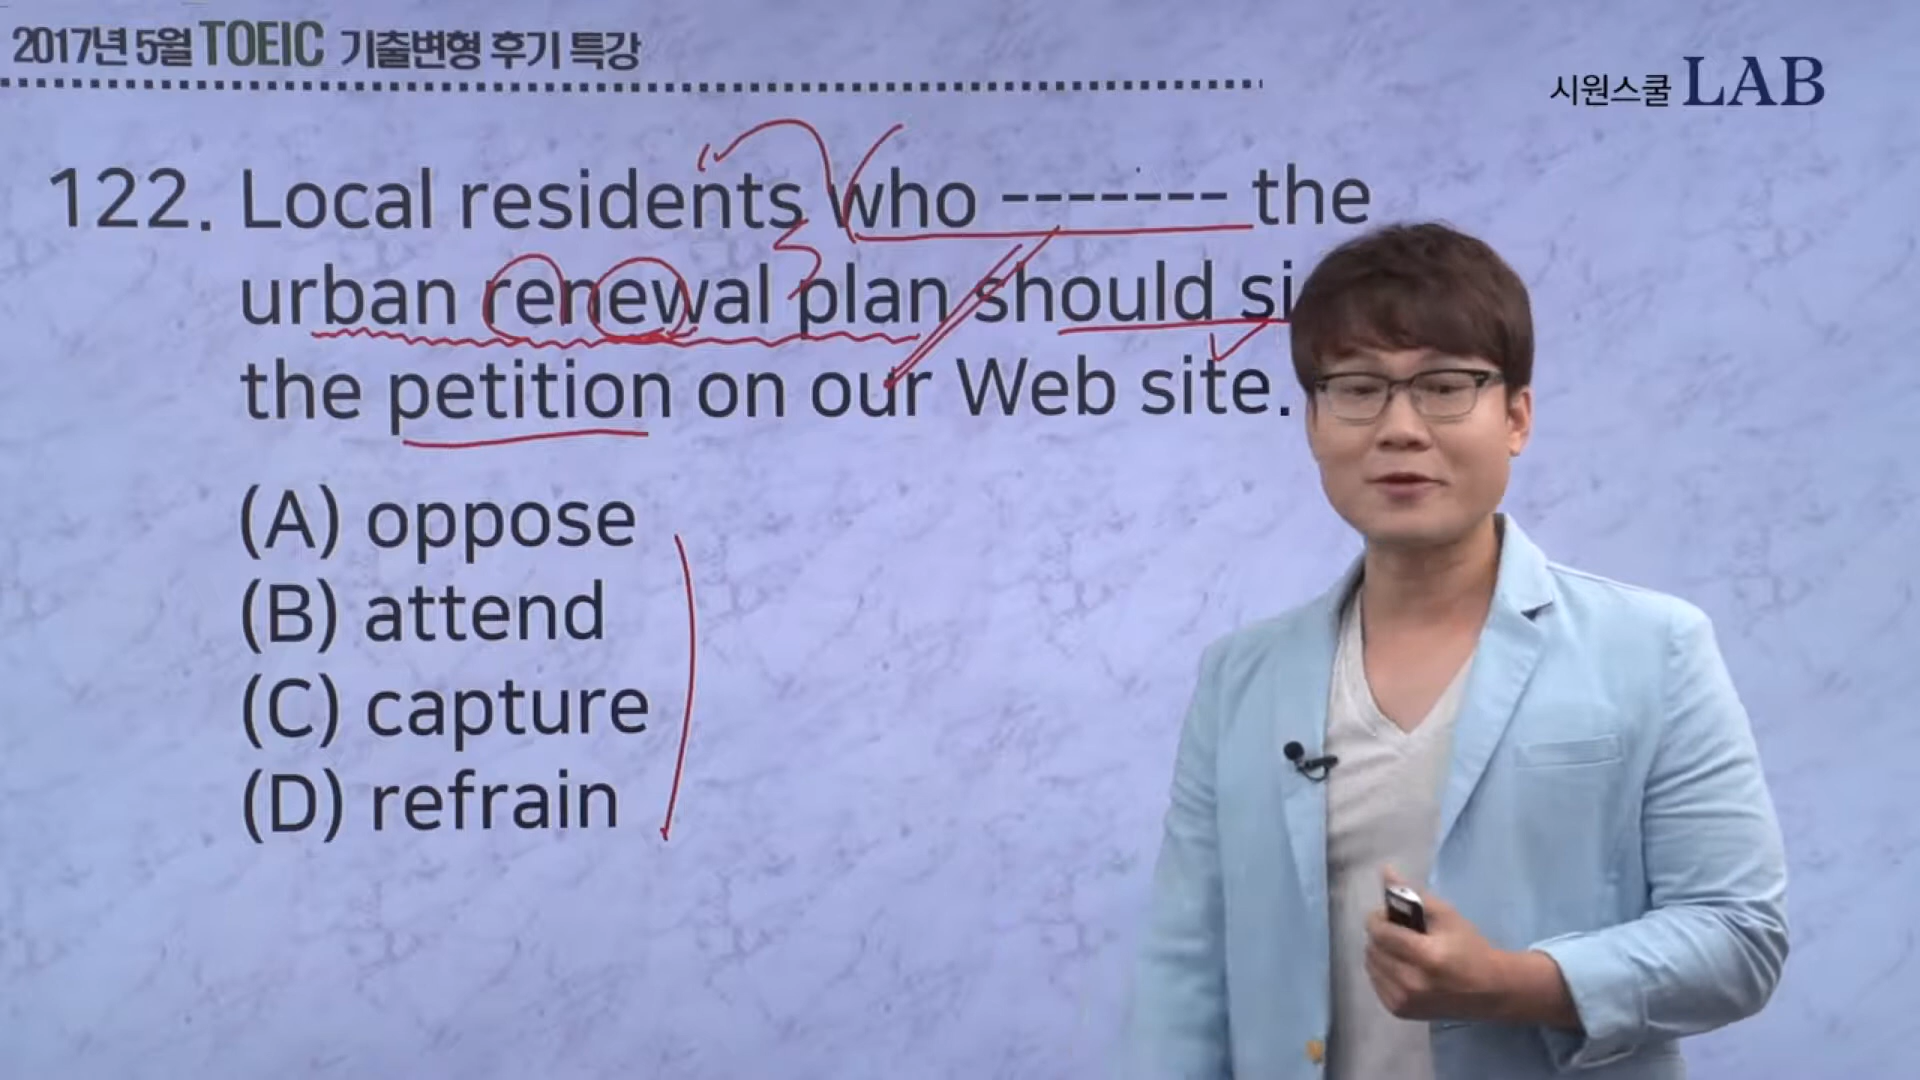 2017년 5월 TOEIC 기출변형 후기 특강
시원스쿨 LAB
122. Local residents who ------- the
urban renewal plan should si
the petition on our Web site.
(A) oppose
(B) attend
(C) capture
(D) refrain